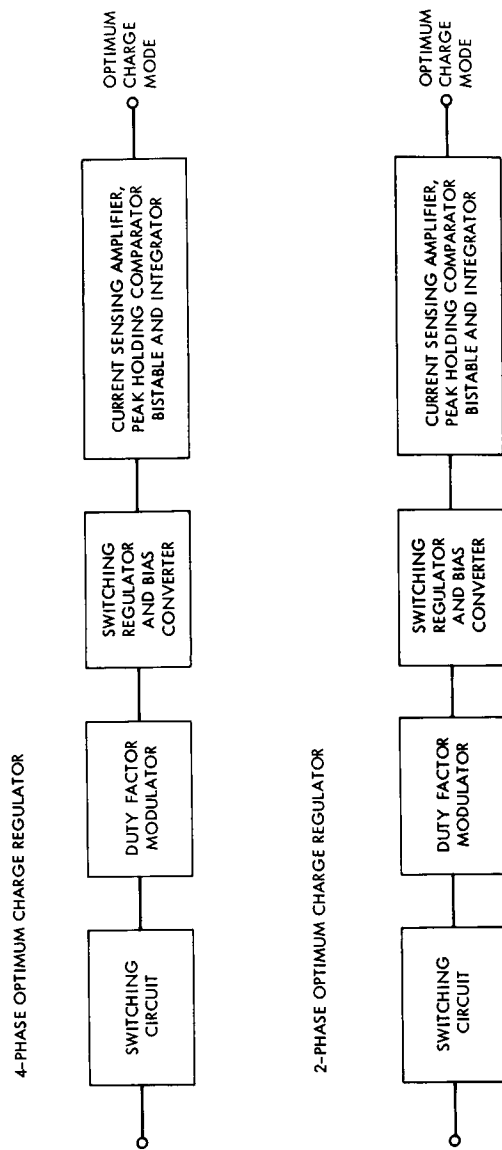 4-PHASE OPTIMUM CHARGE REGULATOR
SWITCHING
CIRCUIT
DUTY FACTOR
MODULATOR
SWITCHING
REGULATOR
AND BIAS
CONVERTER
CURRENT SENSING AMPLIFIER,
PEAK HOLDING COMPARATOR
BISTABLE AND INTEGRATOR
OPTIMUM
CHARGE
MODE
2-PHASE OPTIMUM CHARGE REGULATOR
SWITCHING
CIRCUIT
DUTY FACTOR
MODULATOR
SWITCHING
REGULATOR
AND BIAS
CONVERTER
CURRENT SENSING AMPLIFIER,
PEAK HOLDING COMPARATOR
BISTABLE AND INTEGRATOR
OPTIMUM
CHARGE
MODE